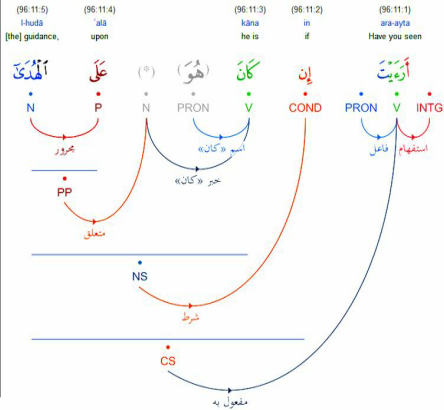 (96:11:5) (96:11:4) (96:11:3) (96:11:2) (96:11:1)
l-hudā ʿalā kāna in ara-ayta
[the] guidance, upon he is if Have you seen
أَرَءَيْتَ إِن كَانَ (هُوَ) (*) عَلَى ٱلْهُدَىٰٓ
N P N PRON V COND PRON V INTG
مجرور اسم «كان» فاعل استفهام
خبر «كان»
PP
متعلق
NS
شرط
CS
مفعول به